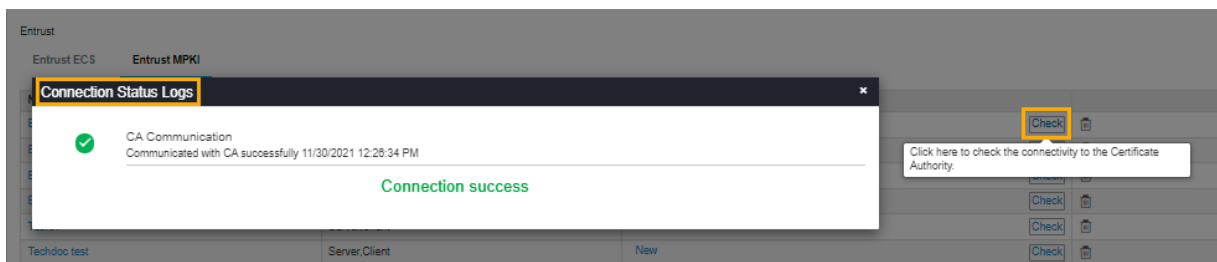 Entrust
Entrust ECS Entrust MPKI
Connection Status Logs ×
CA Communication
Communicated with CA successfully 11/30/2021 12:26:34 PM
Connection success
Check
Click here to check the connectivity to the Certificate
Authority.
Check
Check
Techdoc test Server,Client New Check